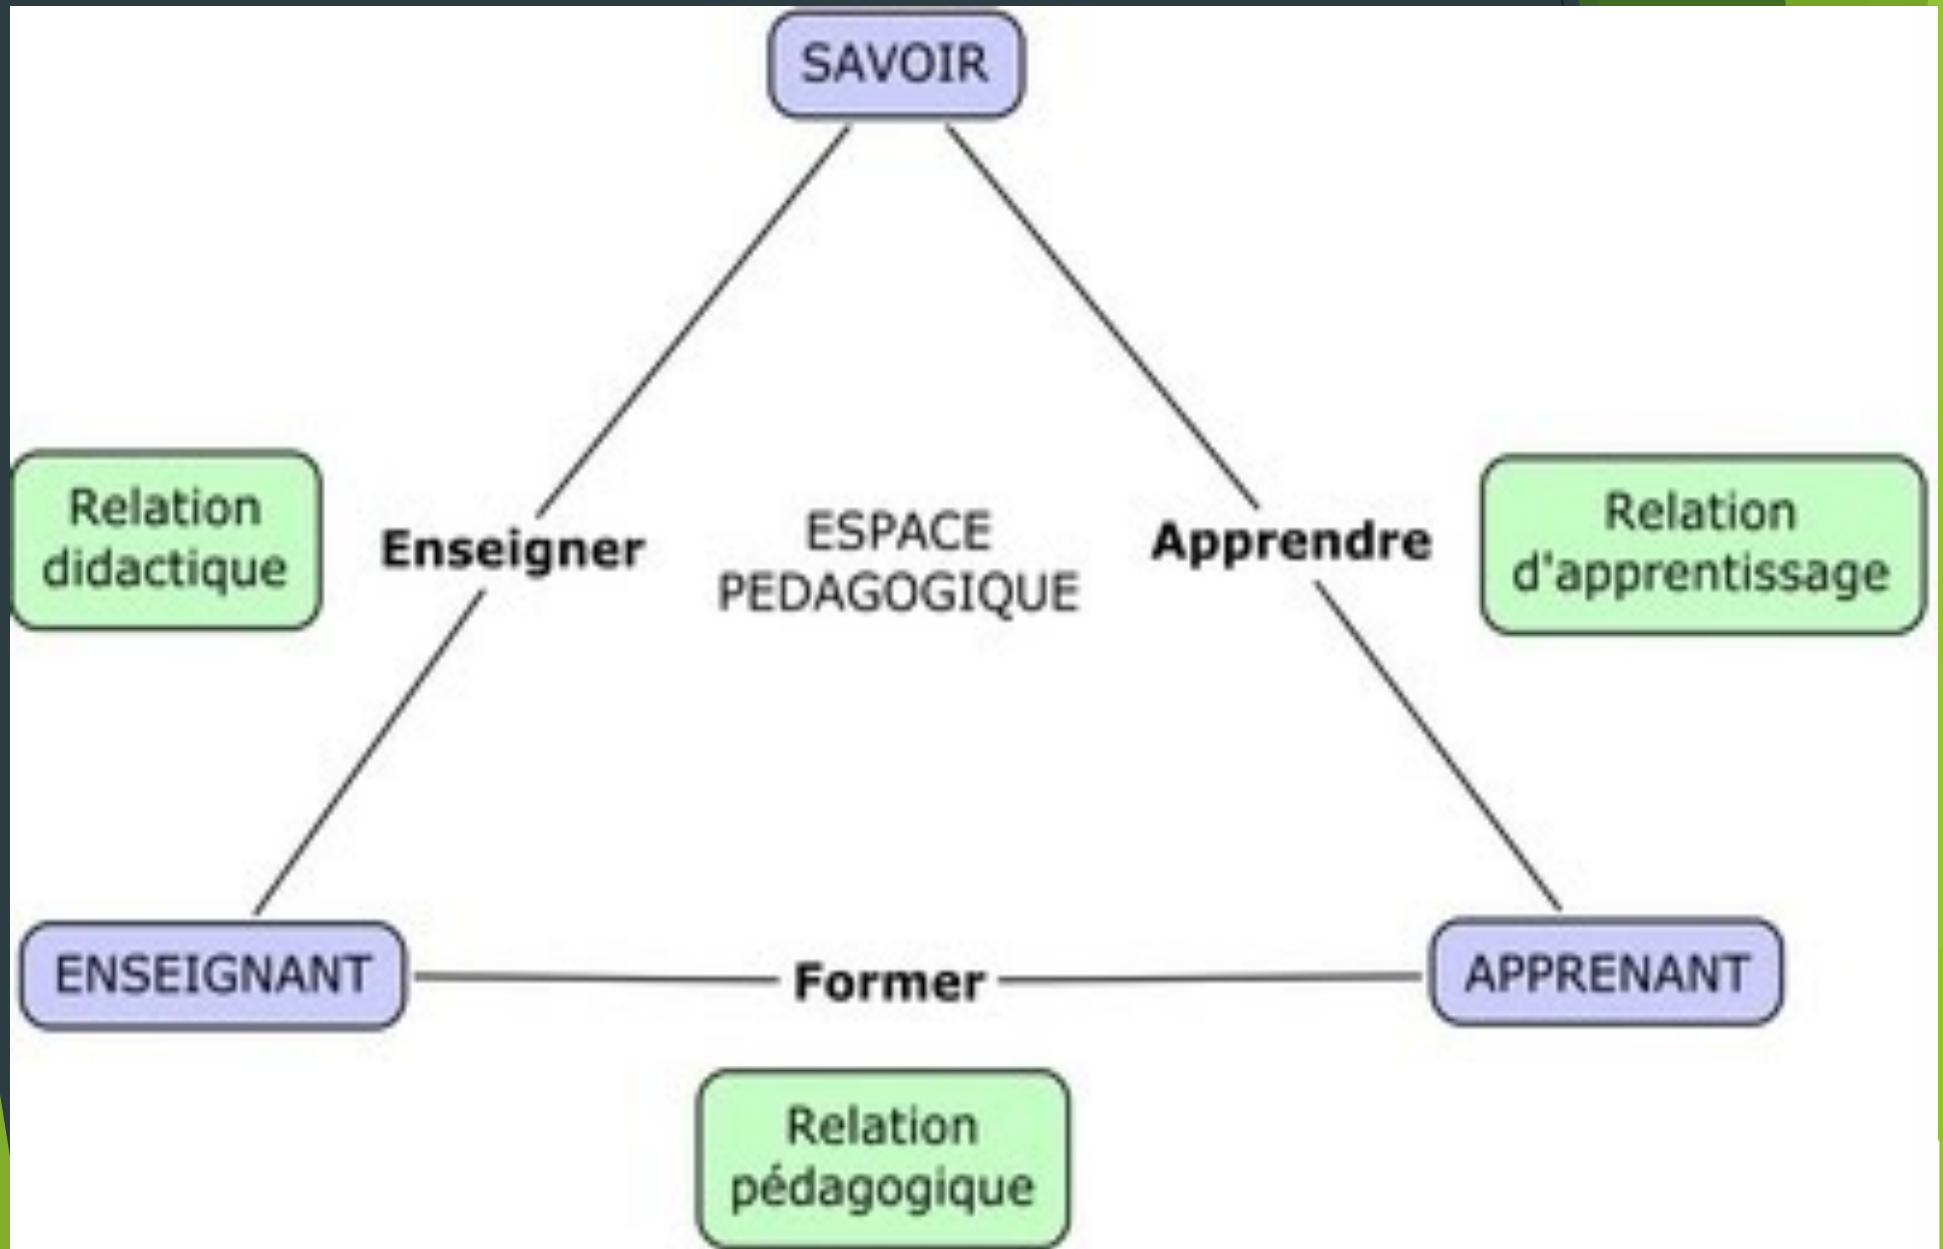 SAVOIR
Relation
didactique
Enseigner
ESPACE
PEDAGOGIQUE
Apprendre
Relation
d'apprentissage
ENSEIGNANT
Former
APPRENANT
Relation
pédagogique